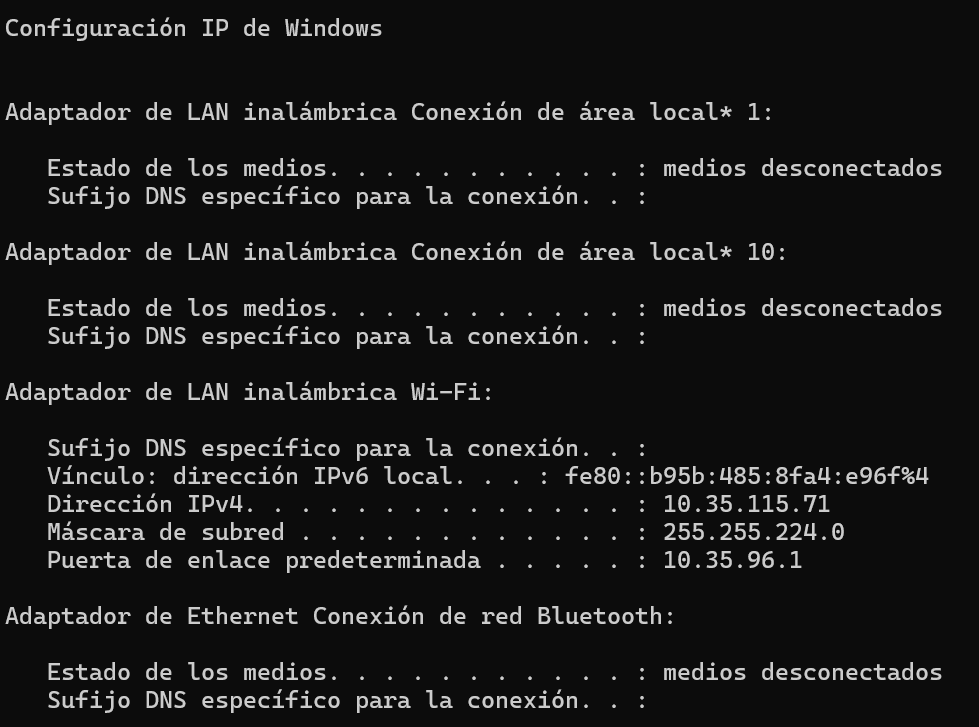 Configuración IP de Windows
Adaptador de LAN inalámbrica Conexión de área local* 1:
Estado de los medios. . . . . . . . . . . : medios desconectados
Sufijo DNS específico para la conexión. . :
Adaptador de LAN inalámbrica Conexión de área local* 10:
Estado de los medios. . . . . . . . . . . : medios desconectados
Sufijo DNS específico para la conexión. . :
Adaptador de LAN inalámbrica Wi-Fi:
Sufijo DNS específico para la conexión. . :
Vínculo: dirección IPv6 local. . . : fe80::b95b:485:8fa4:e96f%4
Dirección IPv4. . . . . . . . . . . . . . : 10.35.115.71
Máscara de subred . . . . . . . . . . . . : 255.255.224.0
Puerta de enlace predeterminada . . . . . : 10.35.96.1
Adaptador de Ethernet Conexión de red Bluetooth:
Estado de los medios. . . . . . . . . . . : medios desconectados
Sufijo DNS específico para la conexión. . :